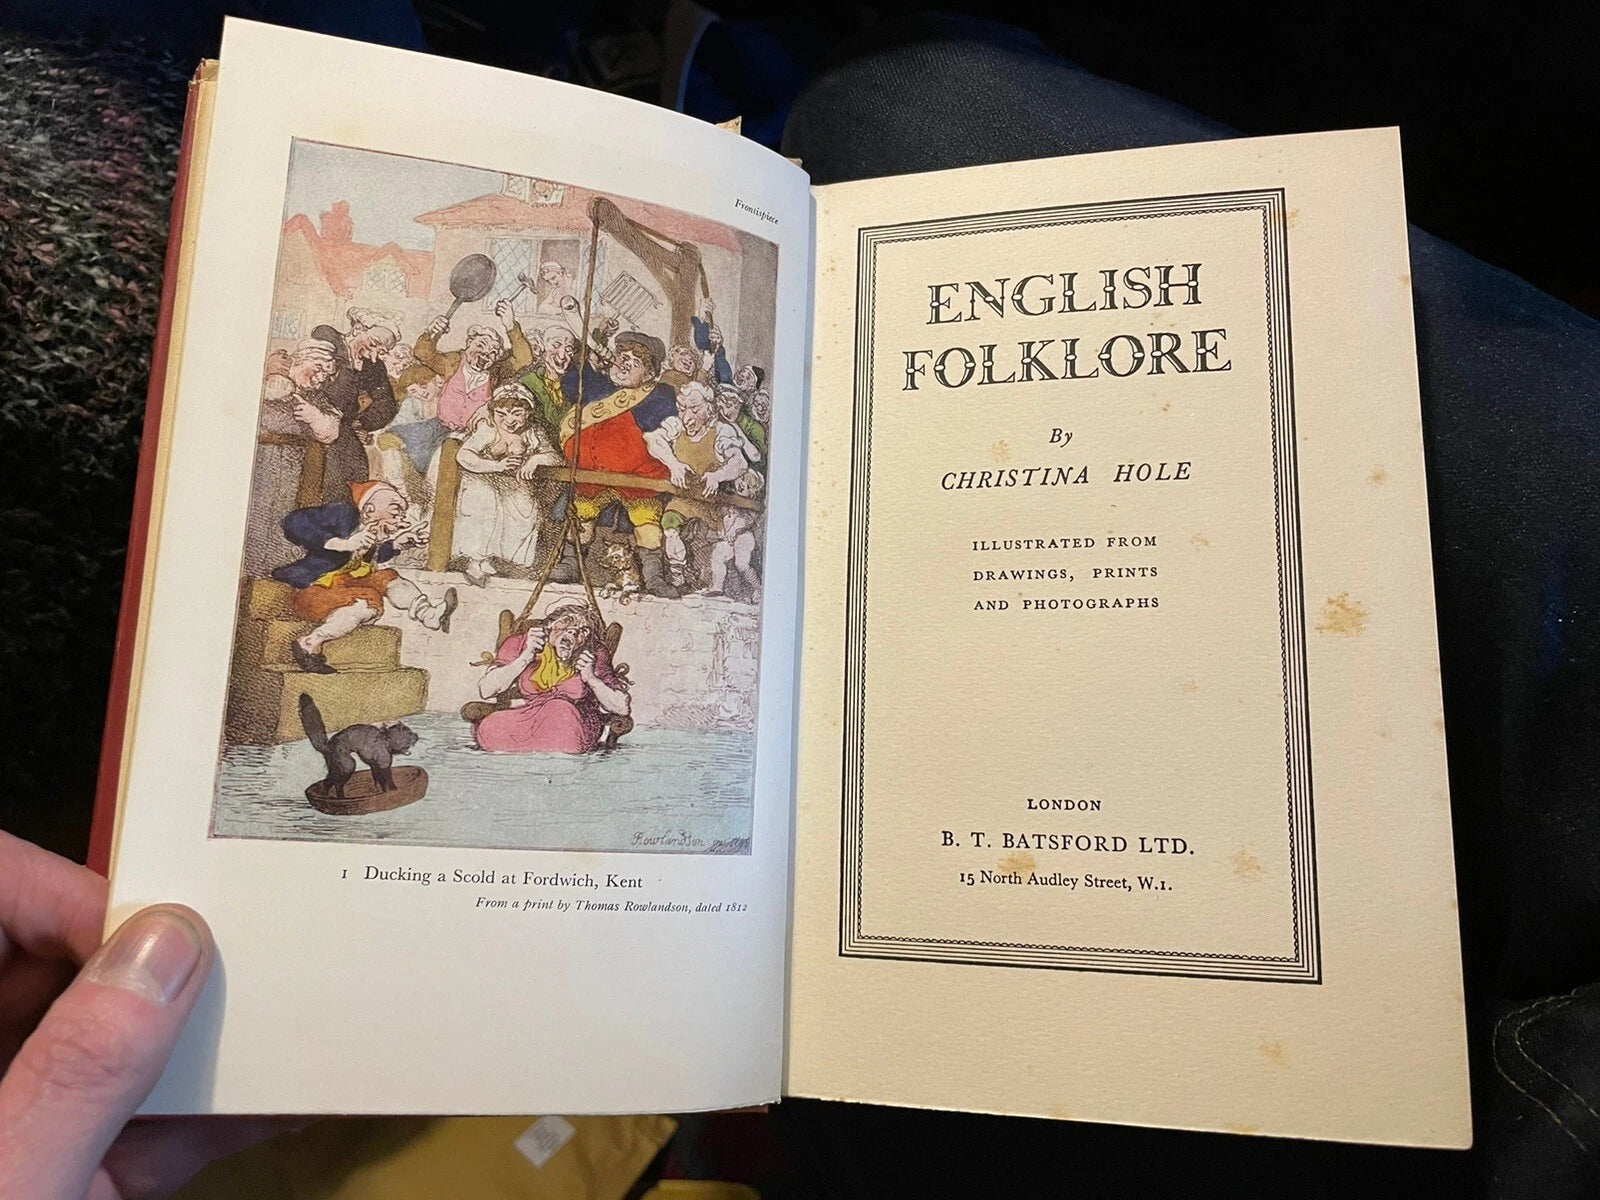 Frontispiece
Rowlandson
1 Ducking a Scold at Fordwich, Kent
From a print by Thomas Rowlandson, dated 1812
ENGLISH
FOLKLORE
By
CHRISTINA HOLE
ILLUSTRATED FROM
DRAWINGS, PRINTS
AND PHOTOGRAPHS
LONDON
B. T. BATSFORD LTD.
15 North Audley Street, W.1.